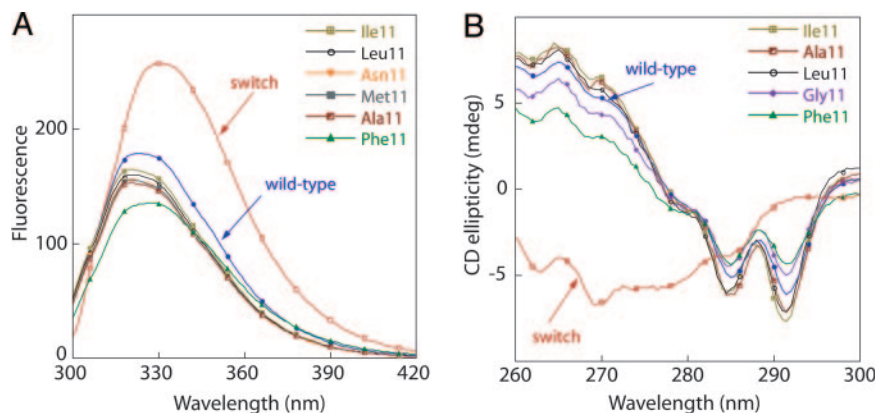 A
Fluorescence
200
100
0
300
330
360
390
420
Wavelength (nm)
switch
wild-type
Ile11
Leu11
Asn11
Met11
Ala11
Phe11
B
CD ellipticity (mdeg)
5
0
-5
260
270
280
290
300
Wavelength (nm)
wild-type
switch
Ile11
Ala11
Leu11
Gly11
Phe11